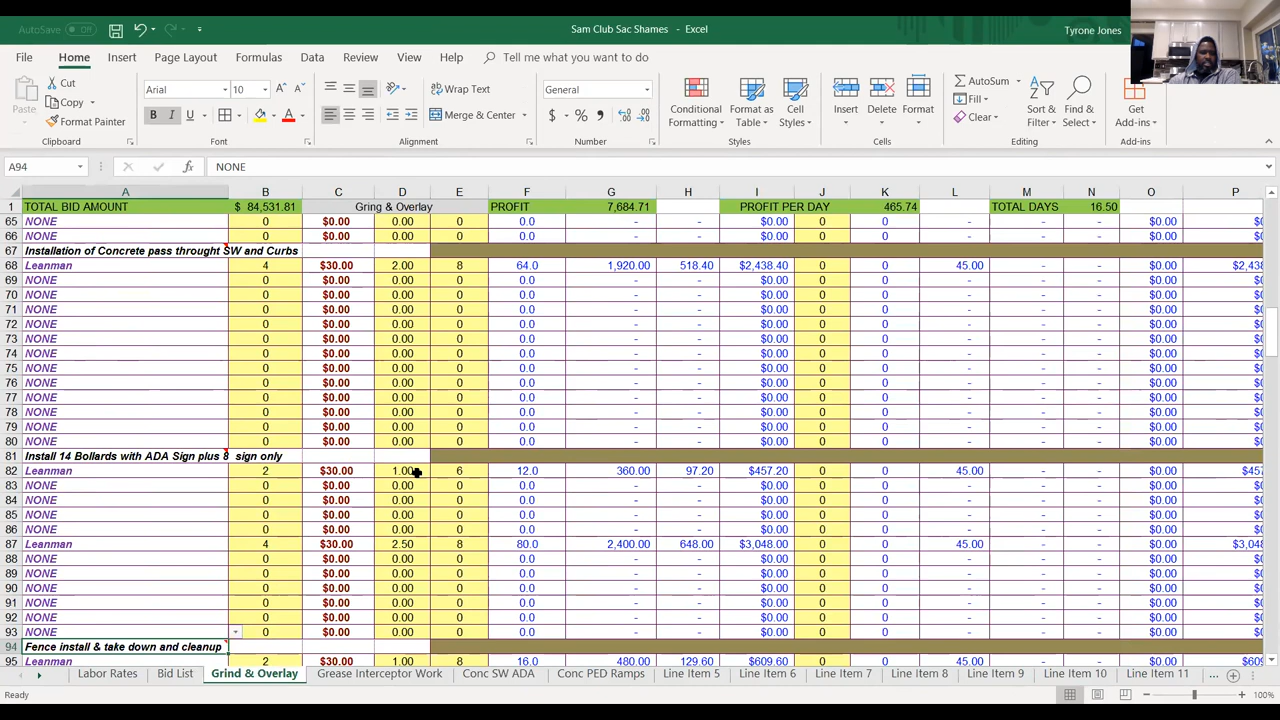 AutoSave Off Sam Club Sac Shames - Excel Tyrone Jones
File Home Insert Page Layout Formulas Data Review View Help Tell me what you want to do
Paste Cut Copy Format Painter Clipboard
Arial 10 B I U A A A Font
Wrap Text Merge & Center Alignment
General $ % , Number
Conditional Formatting Format as Table Cell Styles Styles
Insert Delete Format Cells
AutoSum Fill Clear Sort & Filter Find & Select Editing
Get Add-ins Add-ins
A94 fx NONE
A B C D E F G H I J K L M N O P
1 TOTAL BID AMOUNT $ 84,531.81 Gring & Overlay PROFIT 7,684.71 PROFIT PER DAY 465.74 TOTAL DAYS 16.50
65 NONE 0 $0.00 0.00 0 0.0 - - $0.00 0 0 - - - $0.00 $0
66 NONE 0 $0.00 0.00 0 0.0 - - $0.00 0 0 - - - $0.00 $0
67 Installation of Concrete pass throught SW and Curbs
68 Leanman 4 $30.00 2.00 8 64.0 1,920.00 518.40 $2,438.40 0 0 45.00 - - $0.00 $2,438
69 NONE 0 $0.00 0.00 0 0.0 - - $0.00 0 0 - - - $0.00 $0
70 NONE 0 $0.00 0.00 0 0.0 - - $0.00 0 0 - - - $0.00 $0
71 NONE 0 $0.00 0.00 0 0.0 - - $0.00 0 0 - - - $0.00 $0
72 NONE 0 $0.00 0.00 0 0.0 - - $0.00 0 0 - - - $0.00 $0
73 NONE 0 $0.00 0.00 0 0.0 - - $0.00 0 0 - - - $0.00 $0
74 NONE 0 $0.00 0.00 0 0.0 - - $0.00 0 0 - - - $0.00 $0
75 NONE 0 $0.00 0.00 0 0.0 - - $0.00 0 0 - - - $0.00 $0
76 NONE 0 $0.00 0.00 0 0.0 - - $0.00 0 0 - - - $0.00 $0
77 NONE 0 $0.00 0.00 0 0.0 - - $0.00 0 0 - - - $0.00 $0
78 NONE 0 $0.00 0.00 0 0.0 - - $0.00 0 0 - - - $0.00 $0
79 NONE 0 $0.00 0.00 0 0.0 - - $0.00 0 0 - - - $0.00 $0
80 NONE 0 $0.00 0.00 0 0.0 - - $0.00 0 0 - - - $0.00 $0
81 Install 14 Bollards with ADA Sign plus 8 sign only
82 Leanman 2 $30.00 1.00 6 12.0 360.00 97.20 $457.20 0 0 45.00 - - $0.00 $457
83 NONE 0 $0.00 0.00 0 0.0 - - $0.00 0 0 - - - $0.00 $0
84 NONE 0 $0.00 0.00 0 0.0 - - $0.00 0 0 - - - $0.00 $0
85 NONE 0 $0.00 0.00 0 0.0 - - $0.00 0 0 - - - $0.00 $0
86 NONE 0 $0.00 0.00 0 0.0 - - $0.00 0 0 - - - $0.00 $0
87 Leanman 4 $30.00 2.50 8 80.0 2,400.00 648.00 $3,048.00 0 0 45.00 - - $0.00 $3,048
88 NONE 0 $0.00 0.00 0 0.0 - - $0.00 0 0 - - - $0.00 $0
89 NONE 0 $0.00 0.00 0 0.0 - - $0.00 0 0 - - - $0.00 $0
90 NONE 0 $0.00 0.00 0 0.0 - - $0.00 0 0 - - - $0.00 $0
91 NONE 0 $0.00 0.00 0 0.0 - - $0.00 0 0 - - - $0.00 $0
92 NONE 0 $0.00 0.00 0 0.0 - - $0.00 0 0 - - - $0.00 $0
93 NONE 0 $0.00 0.00 0 0.0 - - $0.00 0 0 - - - $0.00 $0
94 Fence install & take down and cleanup
95 Leanman 2 $30.00 1.00 8 16.0 480.00 129.60 $609.60 0 0 45.00 - - $0.00 $609
Labor Rates Bid List Grind & Overlay Grease Interceptor Work Conc SW ADA Conc PED Ramps Line Item 5 Line Item 6 Line Item 7 Line Item 8 Line Item 9 Line Item 10 Line Item 11 ...
Ready 100%